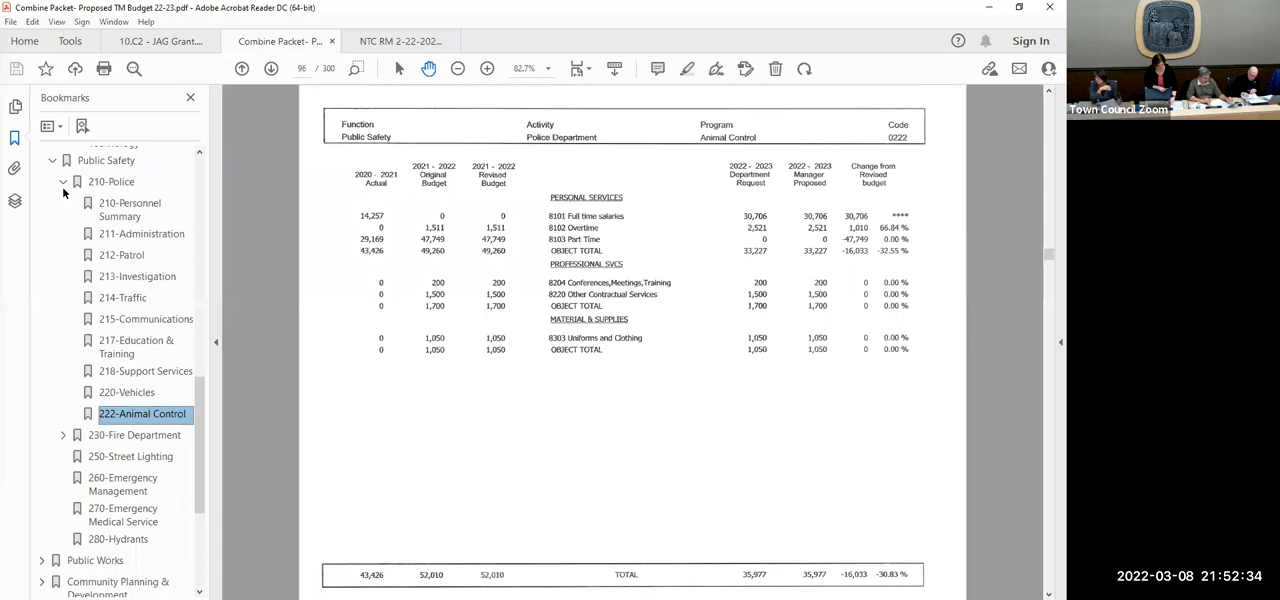 Combine Packet- Proposed TM Budget 22-23.pdf - Adobe Acrobat Reader DC (64-bit)
File Edit View Sign Window Help
Home Tools 10.C2 - JAG Grant.... Combine Packet- P... × NTC RM 2-22-202... Sign In
96 / 300 82.7%
Bookmarks
Public Safety
210-Police
210-Personnel
Summary
211-Administration
212-Patrol
213-Investigation
214-Traffic
215-Communications
217-Education &
Training
218-Support Services
220-Vehicles
222-Animal Control
230-Fire Department
250-Street Lighting
260-Emergency
Management
270-Emergency
Medical Service
280-Hydrants
Public Works
Community Planning &
Development
Function Activity Program Code
Public Safety Police Department Animal Control 0222
2020 - 2021 Actual 2021 - 2022 Original Budget 2021 - 2022 Revised Budget 2022 - 2023 Department Request 2022 - 2023 Manager Proposed Change from Revised budget
PERSONAL SERVICES
14,257 0 0 8101 Full time salaries 30,706 30,706 30,706 ****
0 1,511 1,511 8102 Overtime 2,521 2,521 1,010 66.84 %
29,169 47,749 47,749 8103 Part Time 0 0 -47,749 0.00 %
43,426 49,260 49,260 OBJECT TOTAL 33,227 33,227 -16,033 -32.55 %
PROFESSIONAL SVCS
0 200 200 8204 Conferences,Meetings,Training 200 200 0 0.00 %
0 1,500 1,500 8220 Other Contractual Services 1,500 1,500 0 0.00 %
0 1,700 1,700 OBJECT TOTAL 1,700 1,700 0 0.00 %
MATERIAL & SUPPLIES
0 1,050 1,050 8303 Uniforms and Clothing 1,050 1,050 0 0.00 %
0 1,050 1,050 OBJECT TOTAL 1,050 1,050 0 0.00 %
43,426 52,010 52,010 TOTAL 35,977 35,977 -16,033 -30.83 %
Town Council Zoom
2022-03-08 21:52:34